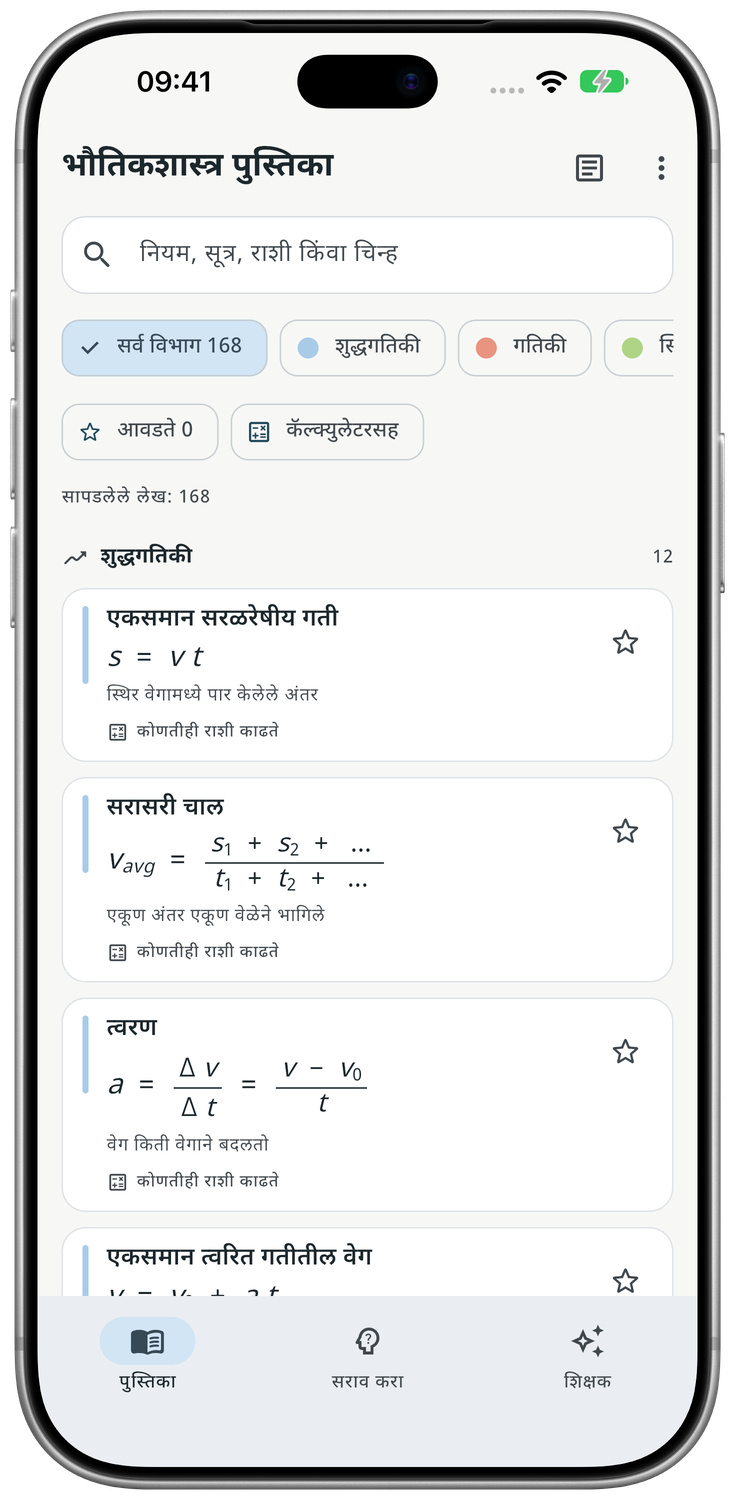 09:41
भौतिकशास्त्र पुस्तिका
नियम, सूत्र, राशी किंवा चिन्ह
सर्व विभाग 168
शुद्धगतिकी
गतिकी
आवडते 0
कॅल्क्युलेटरसह
सापडलेले लेख: 168
शुद्धगतिकी
12
एकसमान सरळरेषीय गती
s = v t
स्थिर वेगामध्ये पार केलेले अंतर
कोणतीही राशी काढते
सरासरी चाल
v_avg = (s₁ + s₂ + ...) / (t₁ + t₂ + ...)
एकूण अंतर एकूण वेळेने भागिले
कोणतीही राशी काढते
त्वरण
a = Δ v / Δ t = (v − v₀) / t
वेग किती वेगाने बदलतो
कोणतीही राशी काढते
एकसमान त्वरित गतीतील वेग
v = v₀ + a t
पुस्तिका
सराव करा
शिक्षक